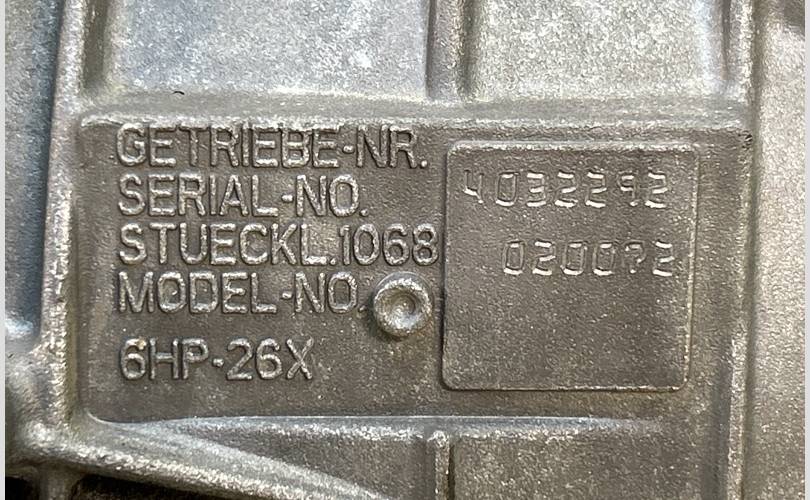 GETRIEBE-NR.
SERIAL-NO. 4032292
STUECKL.1068 020072
MODEL-NO.
6HP-26X